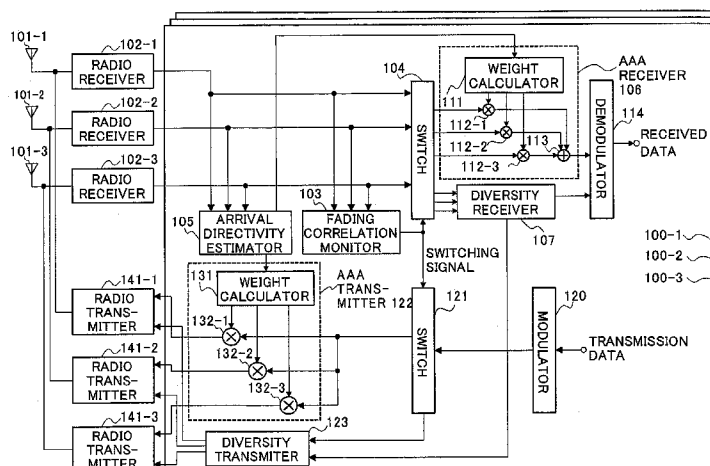 101-1
102-1
RADIO
RECEIVER
101-2
102-2
RADIO
RECEIVER
101-3
102-3
RADIO
RECEIVER
104
SWITCH
WEIGHT
CALCULATOR
111
112-1
112-2
112-3
113
AAA
RECEIVER
106
DEMODULATOR
114
RECEIVED
DATA
105
ARRIVAL
DIRECTIVITY
ESTIMATOR
103
FADING
CORRELATION
MONITOR
DIVERSITY
RECEIVER
107
SWITCHING
SIGNAL
100-1
100-2
100-3
131
WEIGHT
CALCULATOR
AAA
TRANS-
MITTER 122
132-1
132-2
132-3
121
SWITCH
120
MODULATOR
TRANSMISSION
DATA
141-1
RADIO
TRANS-
MITTER
141-2
RADIO
TRANS-
MITTER
141-3
RADIO
TRANS-
MITTER
123
DIVERSITY
TRANSMITER